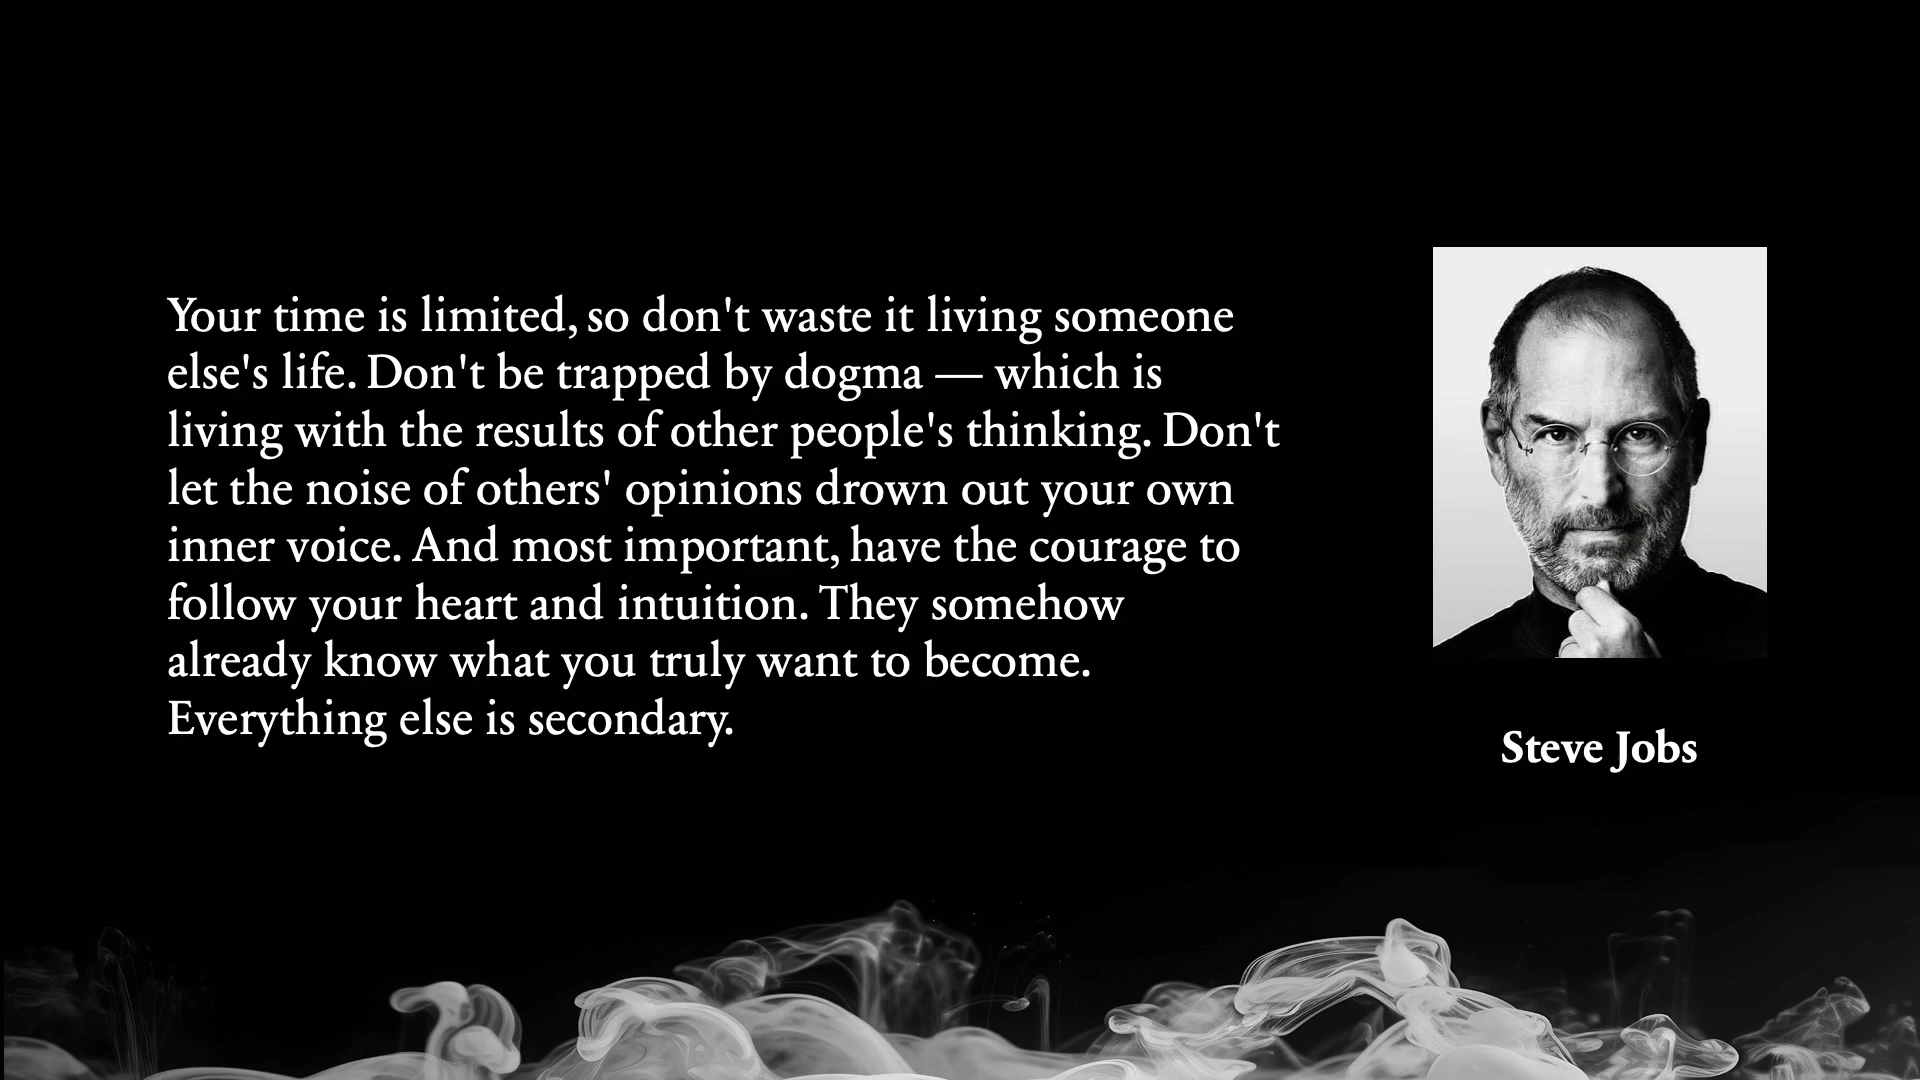 Your time is limited, so don't waste it living someone
else's life. Don't be trapped by dogma — which is
living with the results of other people's thinking. Don't
let the noise of others' opinions drown out your own
inner voice. And most important, have the courage to
follow your heart and intuition. They somehow
already know what you truly want to become.
Everything else is secondary.
Steve Jobs